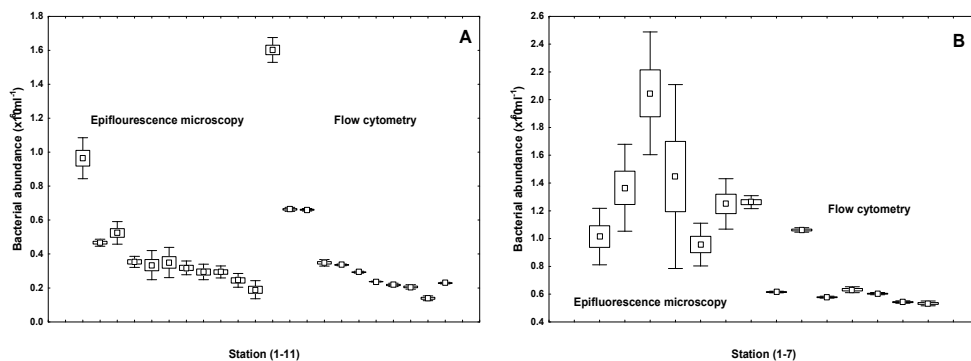 A
Epiflourescence microscopy
Flow cytometry
Bacterial abundance (x10⁶ml⁻¹)
1.8
1.6
1.4
1.2
1.0
0.8
0.6
0.4
0.2
0.0
Station (1-11)
B
Flow cytometry
Epifluorescence microscopy
Bacterial abundance (x10⁶ml⁻¹)
2.6
2.4
2.2
2.0
1.8
1.6
1.4
1.2
1.0
0.8
0.6
0.4
Station (1-7)